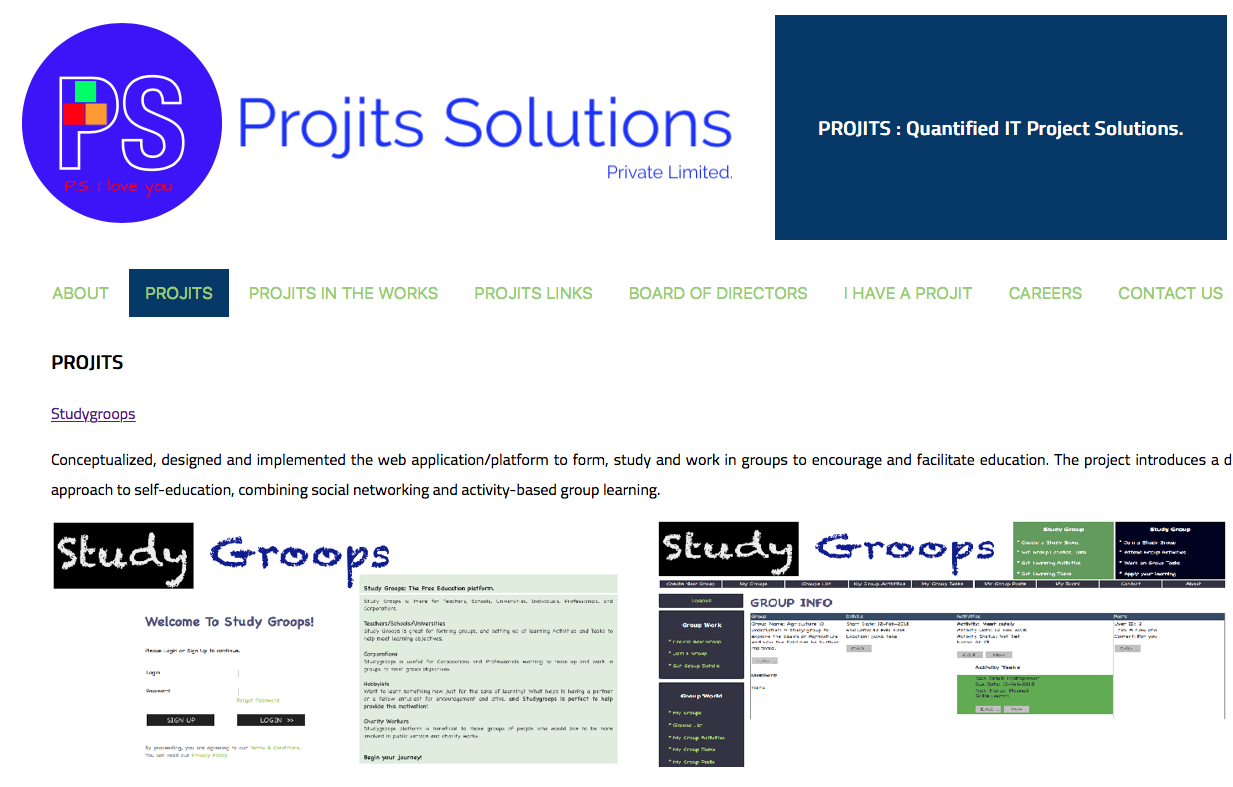 PS
P.S. I love you
Projits Solutions
Private Limited.
PROJITS : Quantified IT Project Solutions.
ABOUT PROJITS PROJITS IN THE WORKS PROJITS LINKS BOARD OF DIRECTORS I HAVE A PROJIT CAREERS CONTACT US
PROJITS
Studygroops
Conceptualized, designed and implemented the web application/platform to form, study and work in groups to encourage and facilitate education. The project introduces a d
approach to self-education, combining social networking and activity-based group learning.
Study Groops
Welcome To Study Groops!
Please Login or Sign Up to continue.
Login
Password
Forgot Password
SIGN UP LOGIN >>
By proceeding, you are agreeing to our Terms & Conditions.
You can read our Privacy Policy
Study Groups: The Free Education platform.
Study Groops is there for Teachers, Schools, Universities, Individuals, Professionals, and
Corporations.
Teachers/Schools/Universities
Study Groops is great for forming groups, and setting up of learning Activities and Tasks to
help meet learning objectives.
Corporations
Studygroops is useful for Corporations and Professionals wanting to team up and work in
groups to meet group objectives.
Hobbyists
Want to learn something new just for the sake of learning? What helps is having a partner
or a fellow enthusiast for encouragement and drive, and Studygroops is perfect to help
provide this motivation!
Charity Workers
Studygroops platform is beneficial to those groups of people who would like to be more
involved in public service and charity works.
Begin your journey!
Study Groops
Study Group
* Create a Study Group
* Set Group Location, Date
* Set Learning Activities
* Set Learning Tasks
Study Group
* Join a Study Group
* Attend Group Activities
* Work on Group Tasks
* Apply your learning
Create New Group My Groups Groups List My Group Activities My Group Tasks My Group Posts My Board Contact About
Logout
Group Work
* Create New Group
* Join a Group
* Set Group Details
Group World
* My Groups
* Groups List
* My Group Activities
* My Group Tasks
* My Group Posts
GROUP INFO
Group Details Activities Posts
Group Name: Agriculture
Members
Start Date: 12-Feb-2018
Activity Tasks
User ID: 2